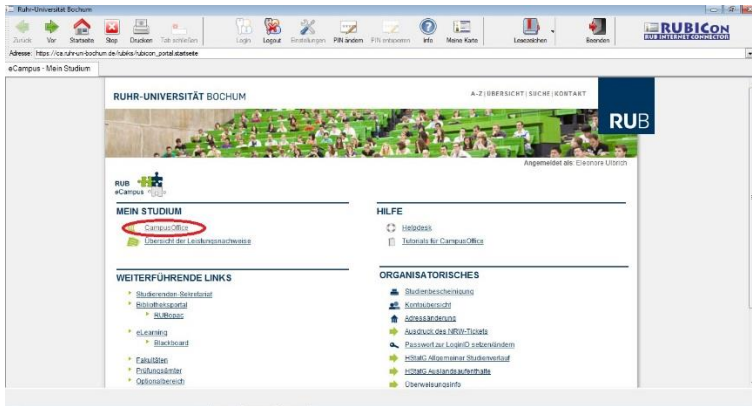 Ruhr-Universität Bochum
Zurück Vor Startseite Stop Drucken Tab schließen Login Logout Einstellungen PIN ändern PIN entsperren Info Meine Karte Lesezeichen Beenden
RUBICON
RUB INTERNET CONNECTOR
Adresse: https://ca.ruhr-uni-bochum.de/rubiks/rubicon_portal.startseite
eCampus - Mein Studium
RUHR-UNIVERSITÄT BOCHUM
A-Z | ÜBERSICHT | SUCHE | KONTAKT
RUB
Angemeldet als: Eleonore Ulbrich
RUB
eCampus
MEIN STUDIUM
CampusOffice
Übersicht der Leistungsnachweise
HILFE
Helpdesk
Tutorials für CampusOffice
WEITERFÜHRENDE LINKS
Studierenden-Sekretariat
Bibliotheksportal
RUBopac
eLearning
Blackboard
Fakultäten
Prüfungsämter
Optionalbereich
ORGANISATORISCHES
Studienbescheinigung
Kontoübersicht
Adressänderung
Ausdruck des NRW-Tickets
Passwort zur LoginID setzen/ändern
HStatG Allgemeiner Studienverlauf
HStatG Auslandsaufenthalte
Überweisungsinfo